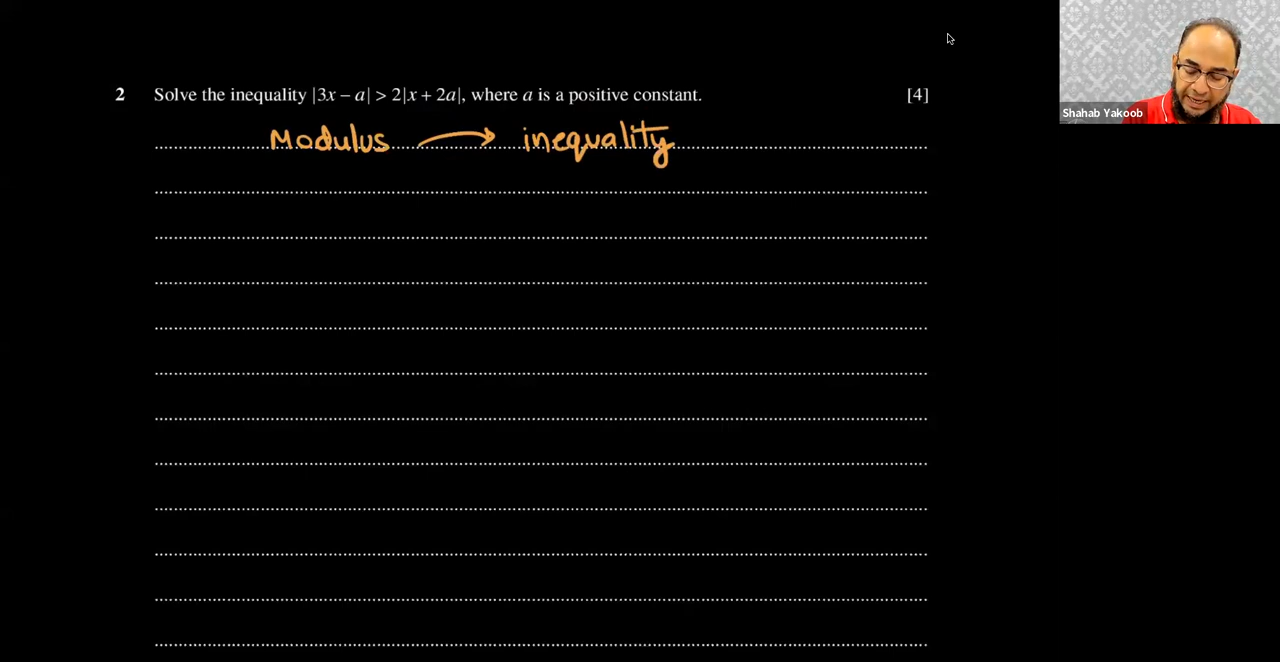 2 Solve the inequality |3x − a| > 2|x + 2a|, where a is a positive constant. [4]
Modulus → inequality
Shahab Yakoob